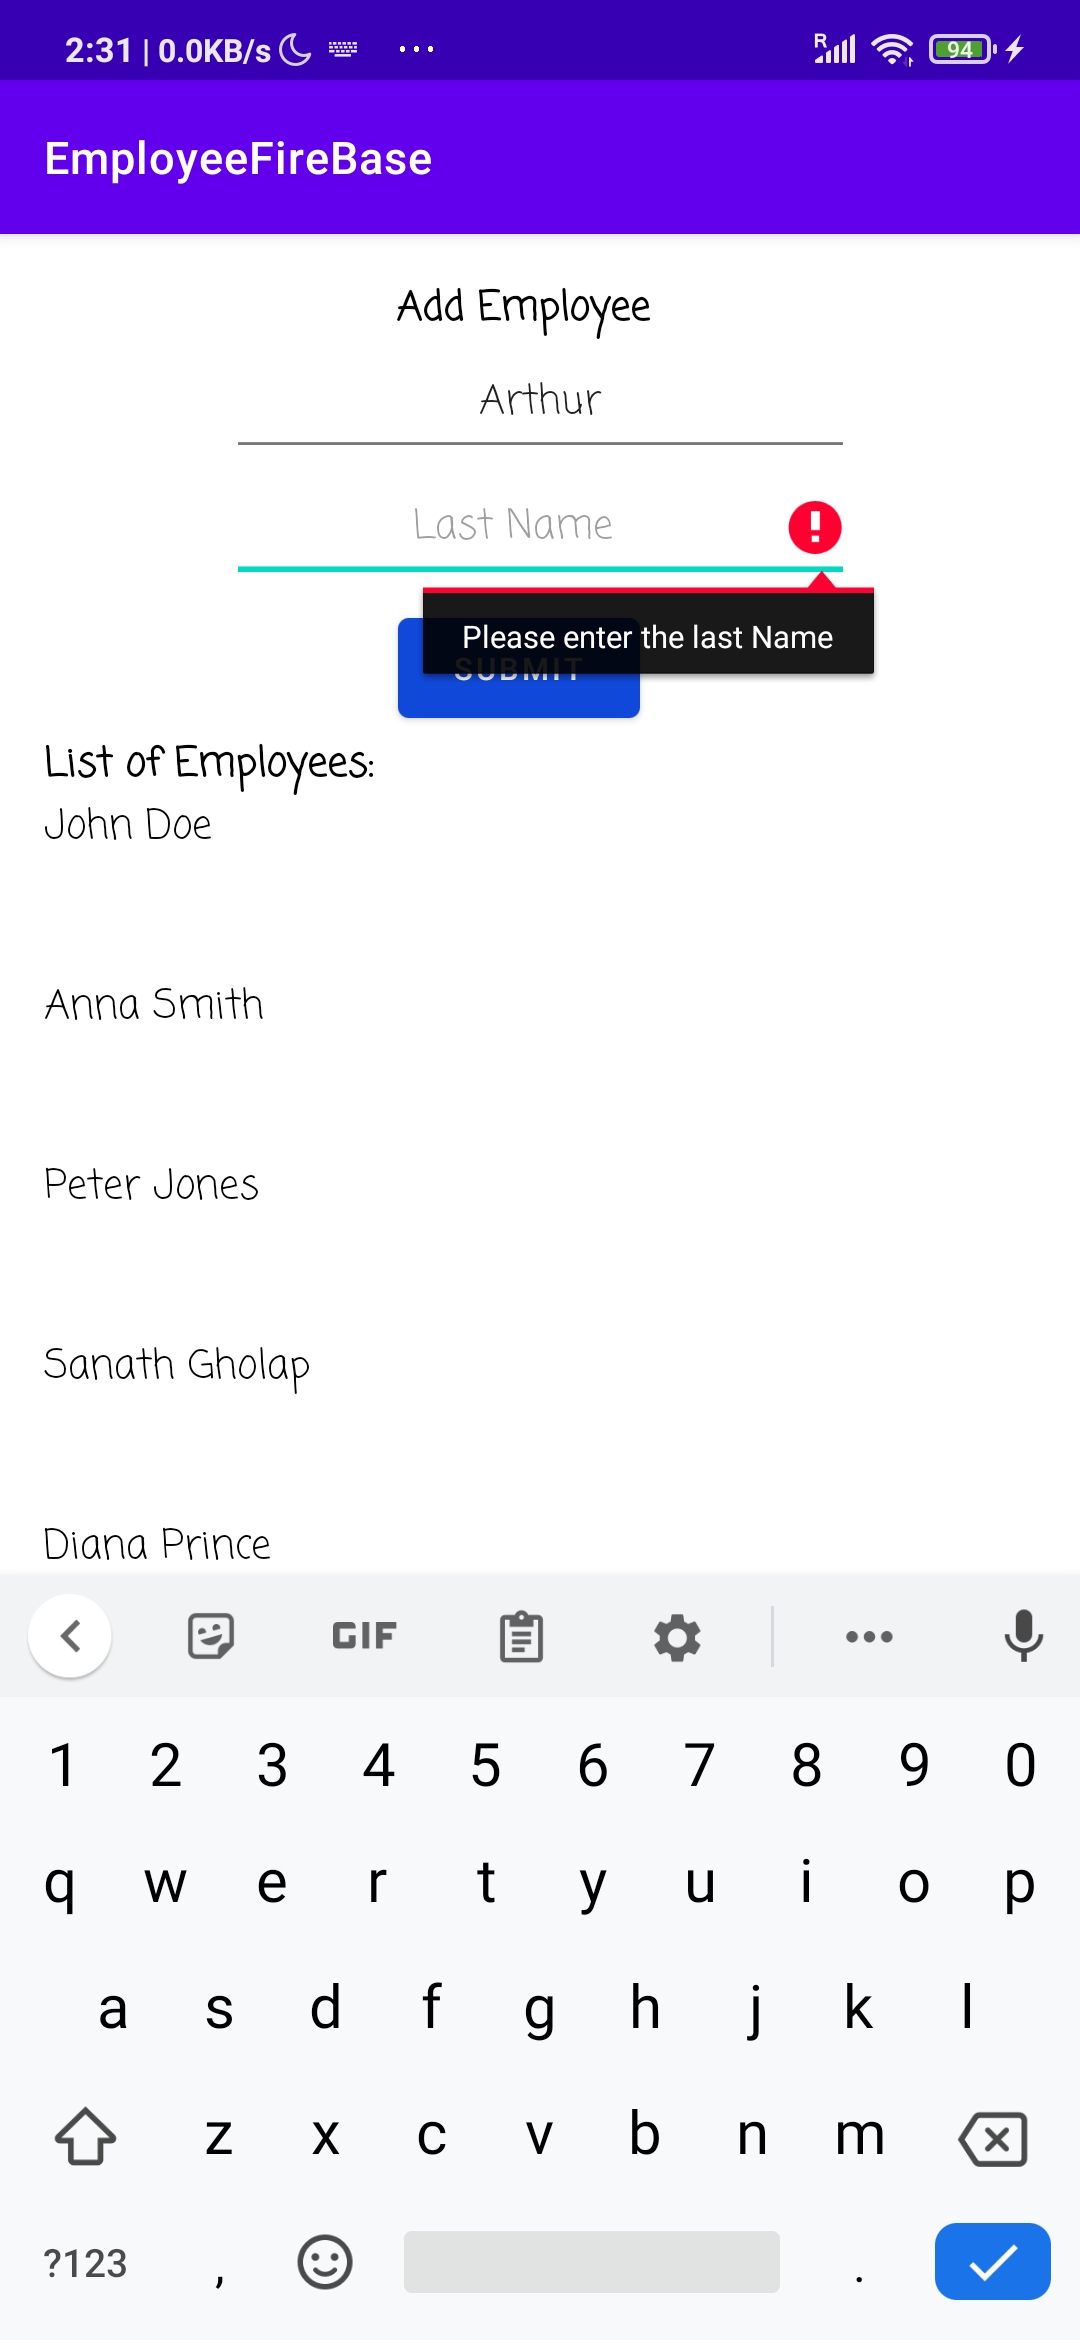 2:31 | 0.0KB/s ... R 94
EmployeeFireBase
Add Employee
Arthur
Last Name
Please enter the last Name
SUBMIT
List of Employees:
John Doe
Anna Smith
Peter Jones
Sanath Gholap
Diana Prince
GIF
1 2 3 4 5 6 7 8 9 0
q w e r t y u i o p
a s d f g h j k l
z x c v b n m
?123 , .